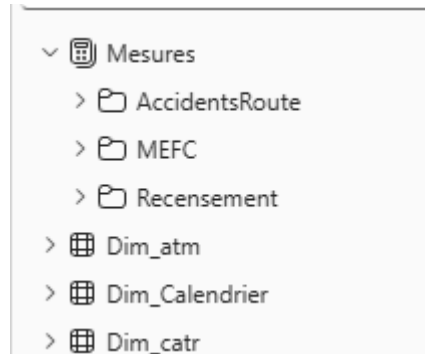 Mesures
AccidentsRoute
MEFC
Recensement
Dim_atm
Dim_Calendrier
Dim_catr